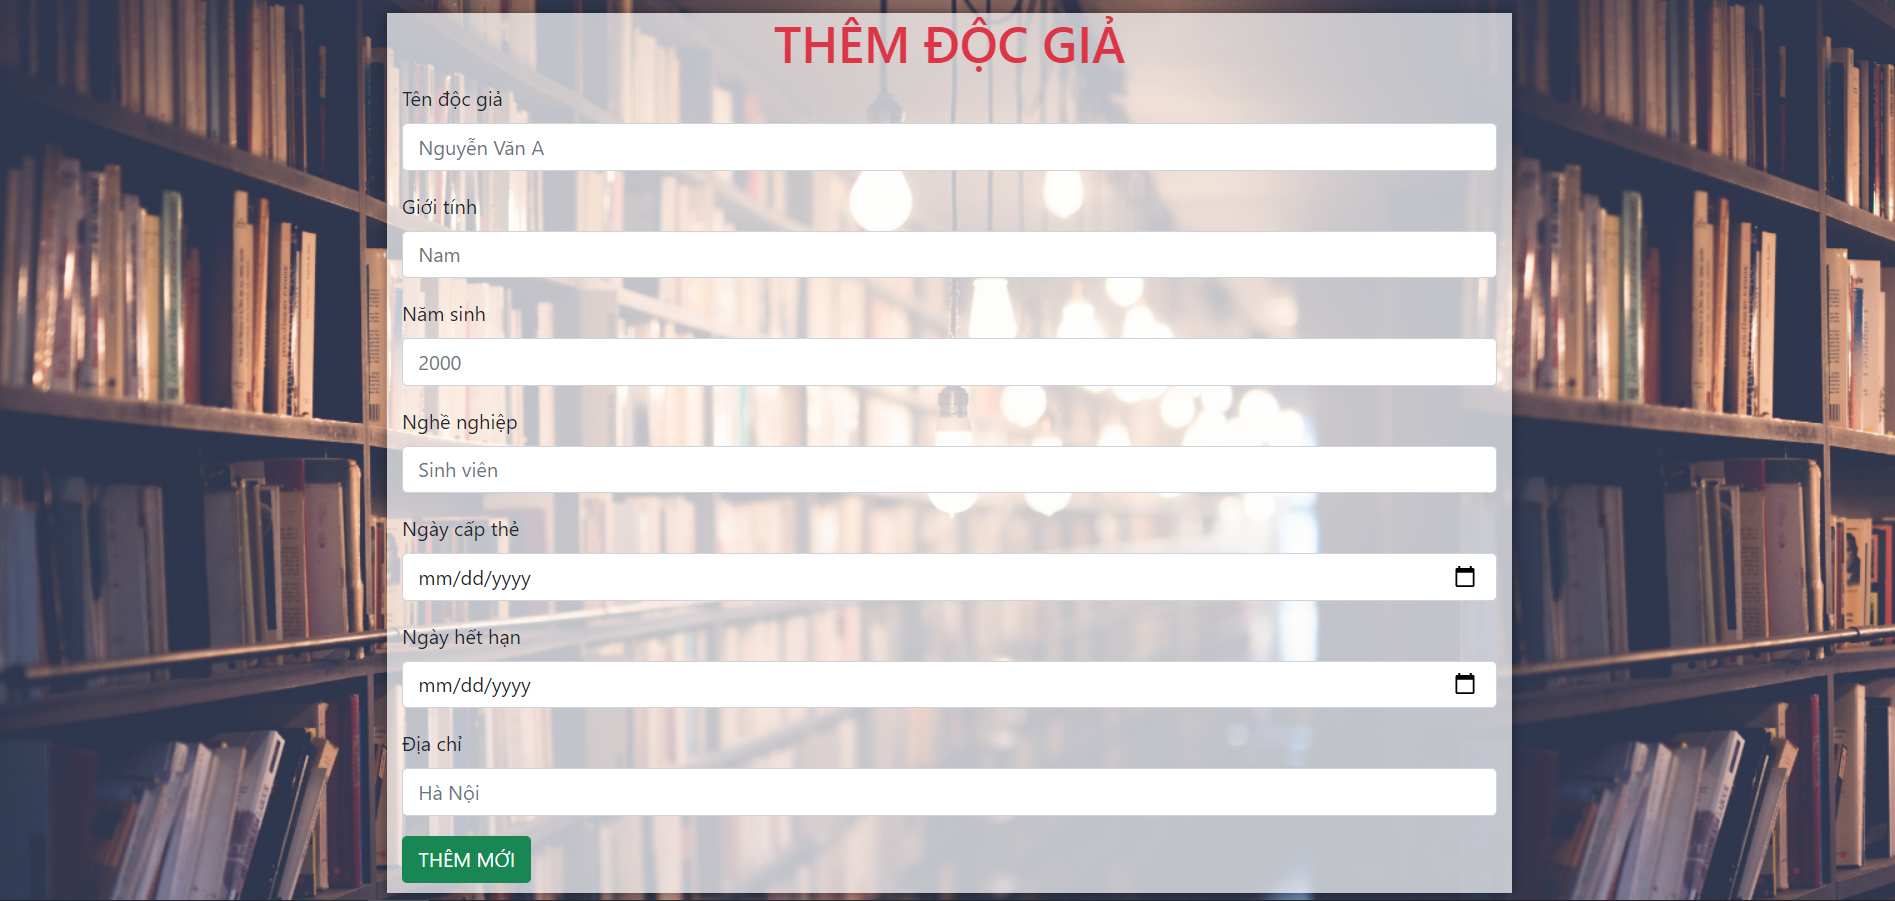 THÊM ĐỘC GIẢ
Tên độc giả
Nguyễn Văn A
Giới tính
Nam
Năm sinh
2000
Nghề nghiệp
Sinh viên
Ngày cấp thẻ
mm/dd/yyyy
Ngày hết hạn
mm/dd/yyyy
Địa chỉ
Hà Nội
THÊM MỚI